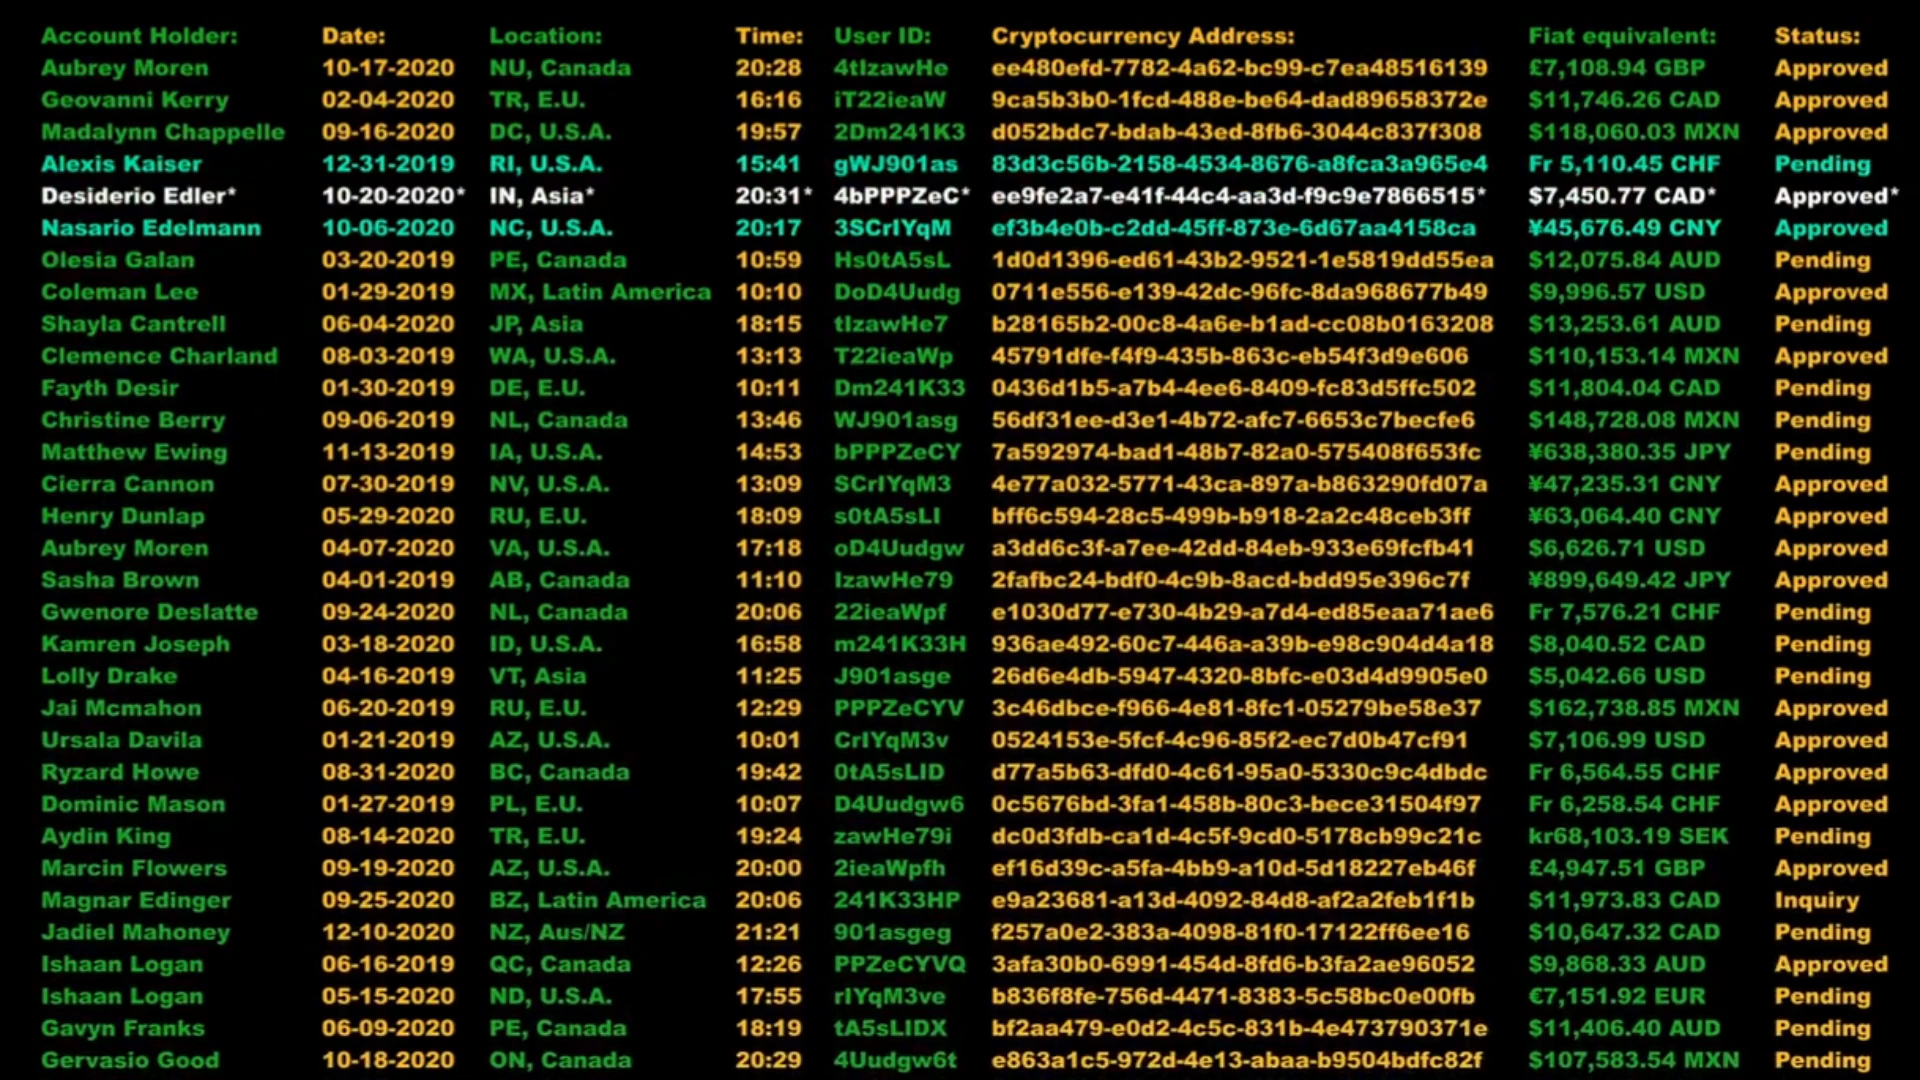 Account Holder: Date: Location: Time: User ID: Cryptocurrency Address: Fiat equivalent: Status:
Aubrey Moren 10-17-2020 NU, Canada 20:28 4tIzawHe ee480efd-7782-4a62-bc99-c7ea48516139 £7,108.94 GBP Approved
Geovanni Kerry 02-04-2020 TR, E.U. 16:16 iT22ieaW 9ca5b3b0-1fcd-488e-be64-dad89658372e $11,746.26 CAD Approved
Madalynn Chappelle 09-16-2020 DC, U.S.A. 19:57 2Dm241K3 d052bdc7-bdab-43ed-8fb6-3044c837f308 $118,060.03 MXN Approved
Alexis Kaiser 12-31-2019 RI, U.S.A. 15:41 gWJ901as 83d3c56b-2158-4534-8676-a8fca3a965e4 Fr 5,110.45 CHF Pending
Desiderio Edler* 10-20-2020* IN, Asia* 20:31* 4bPPPZeC* ee9fe2a7-e41f-44c4-aa3d-f9c9e7866515* $7,450.77 CAD* Approved*
Nasario Edelmann 10-06-2020 NC, U.S.A. 20:17 3SCrIYqM ef3b4e0b-c2dd-45ff-873e-6d67aa4158ca ¥45,676.49 CNY Approved
Olesia Galan 03-20-2019 PE, Canada 10:59 Hs0tA5sL 1d0d1396-ed61-43b2-9521-1e5819dd55ea $12,075.84 AUD Pending
Coleman Lee 01-29-2019 MX, Latin America 10:10 DoD4Uudg 0711e556-e139-42dc-96fc-8da968677b49 $9,996.57 USD Approved
Shayla Cantrell 06-04-2020 JP, Asia 18:15 tIzawHe7 b28165b2-00c8-4a6e-b1ad-cc08b0163208 $13,253.61 AUD Pending
Clemence Charland 08-03-2019 WA, U.S.A. 13:13 T22ieaWp 45791dfe-f4f9-435b-863c-eb54f3d9e606 $110,153.14 MXN Approved
Fayth Desir 01-30-2019 DE, E.U. 10:11 Dm241K33 0436d1b5-a7b4-4ee6-8409-fc83d5ffc502 $11,804.04 CAD Pending
Christine Berry 09-06-2019 NL, Canada 13:46 WJ901asg 56df31ee-d3e1-4b72-afc7-6653c7becfe6 $148,728.08 MXN Pending
Matthew Ewing 11-13-2019 IA, U.S.A. 14:53 bPPPZeCY 7a592974-bad1-48b7-82a0-575408f653fc ¥638,380.35 JPY Pending
Cierra Cannon 07-30-2019 NV, U.S.A. 13:09 SCrIYqM3 4e77a032-5771-43ca-897a-b863290fd07a ¥47,235.31 CNY Approved
Henry Dunlap 05-29-2020 RU, E.U. 18:09 s0tA5sLI bff6c594-28c5-499b-b918-2a2c48ceb3ff ¥63,064.40 CNY Approved
Aubrey Moren 04-07-2020 VA, U.S.A. 17:18 oD4Uudgw a3dd6c3f-a7ee-42dd-84eb-933e69fcfb41 $6,626.71 USD Approved
Sasha Brown 04-01-2019 AB, Canada 11:10 IzawHe79 2fafbc24-bdf0-4c9b-8acd-bdd95e396c7f ¥899,649.42 JPY Approved
Gwenore Deslatte 09-24-2020 NL, Canada 20:06 22ieaWpf e1030d77-e730-4b29-a7d4-ed85eaa71ae6 Fr 7,576.21 CHF Pending
Kamren Joseph 03-18-2020 ID, U.S.A. 16:58 m241K33H 936ae492-60c7-446a-a39b-e98c904d4a18 $8,040.52 CAD Pending
Lolly Drake 04-16-2019 VT, Asia 11:25 J901asge 26d6e4db-5947-4320-8bfc-e03d4d9905e0 $5,042.66 USD Pending
Jai Mcmahon 06-20-2019 RU, E.U. 12:29 PPPZeCYV 3c46dbce-f966-4e81-8fc1-05279be58e37 $162,738.85 MXN Approved
Ursala Davila 01-21-2019 AZ, U.S.A. 10:01 CrIYqM3v 0524153e-5fcf-4c96-85f2-ec7d0b47cf91 $7,106.99 USD Approved
Ryzard Howe 08-31-2020 BC, Canada 19:42 0tA5sLID d77a5b63-dfd0-4c61-95a0-5330c9c4dbdc Fr 6,564.55 CHF Approved
Dominic Mason 01-27-2019 PL, E.U. 10:07 D4Uudgw6 0c5676bd-3fa1-458b-80c3-bece31504f97 Fr 6,258.54 CHF Approved
Aydin King 08-14-2020 TR, E.U. 19:24 zawHe79i dc0d3fdb-ca1d-4c5f-9cd0-5178cb99c21c kr68,103.19 SEK Pending
Marcin Flowers 09-19-2020 AZ, U.S.A. 20:00 2ieaWpfh ef16d39c-a5fa-4bb9-a10d-5d18227eb46f £4,947.51 GBP Approved
Magnar Edinger 09-25-2020 BZ, Latin America 20:06 241K33HP e9a23681-a13d-4092-84d8-af2a2feb1f1b $11,973.83 CAD Inquiry
Jadiel Mahoney 12-10-2020 NZ, Aus/NZ 21:21 901asgeg f257a0e2-383a-4098-81f0-17122ff6ee16 $10,647.32 CAD Pending
Ishaan Logan 06-16-2019 QC, Canada 12:26 PPZeCYVQ 3afa30b0-6991-454d-8fd6-b3fa2ae96052 $9,868.33 AUD Approved
Ishaan Logan 05-15-2020 ND, U.S.A. 17:55 rIYqM3ve b836f8fe-756d-4471-8383-5c58bc0e00fb €7,151.92 EUR Pending
Gavyn Franks 06-09-2020 PE, Canada 18:19 tA5sLIDX bf2aa479-e0d2-4c5c-831b-4e473790371e $11,406.40 AUD Pending
Gervasio Good 10-18-2020 ON, Canada 20:29 4Uudgw6t e863a1c5-972d-4e13-abaa-b9504bdfc82f $107,583.54 MXN Pending